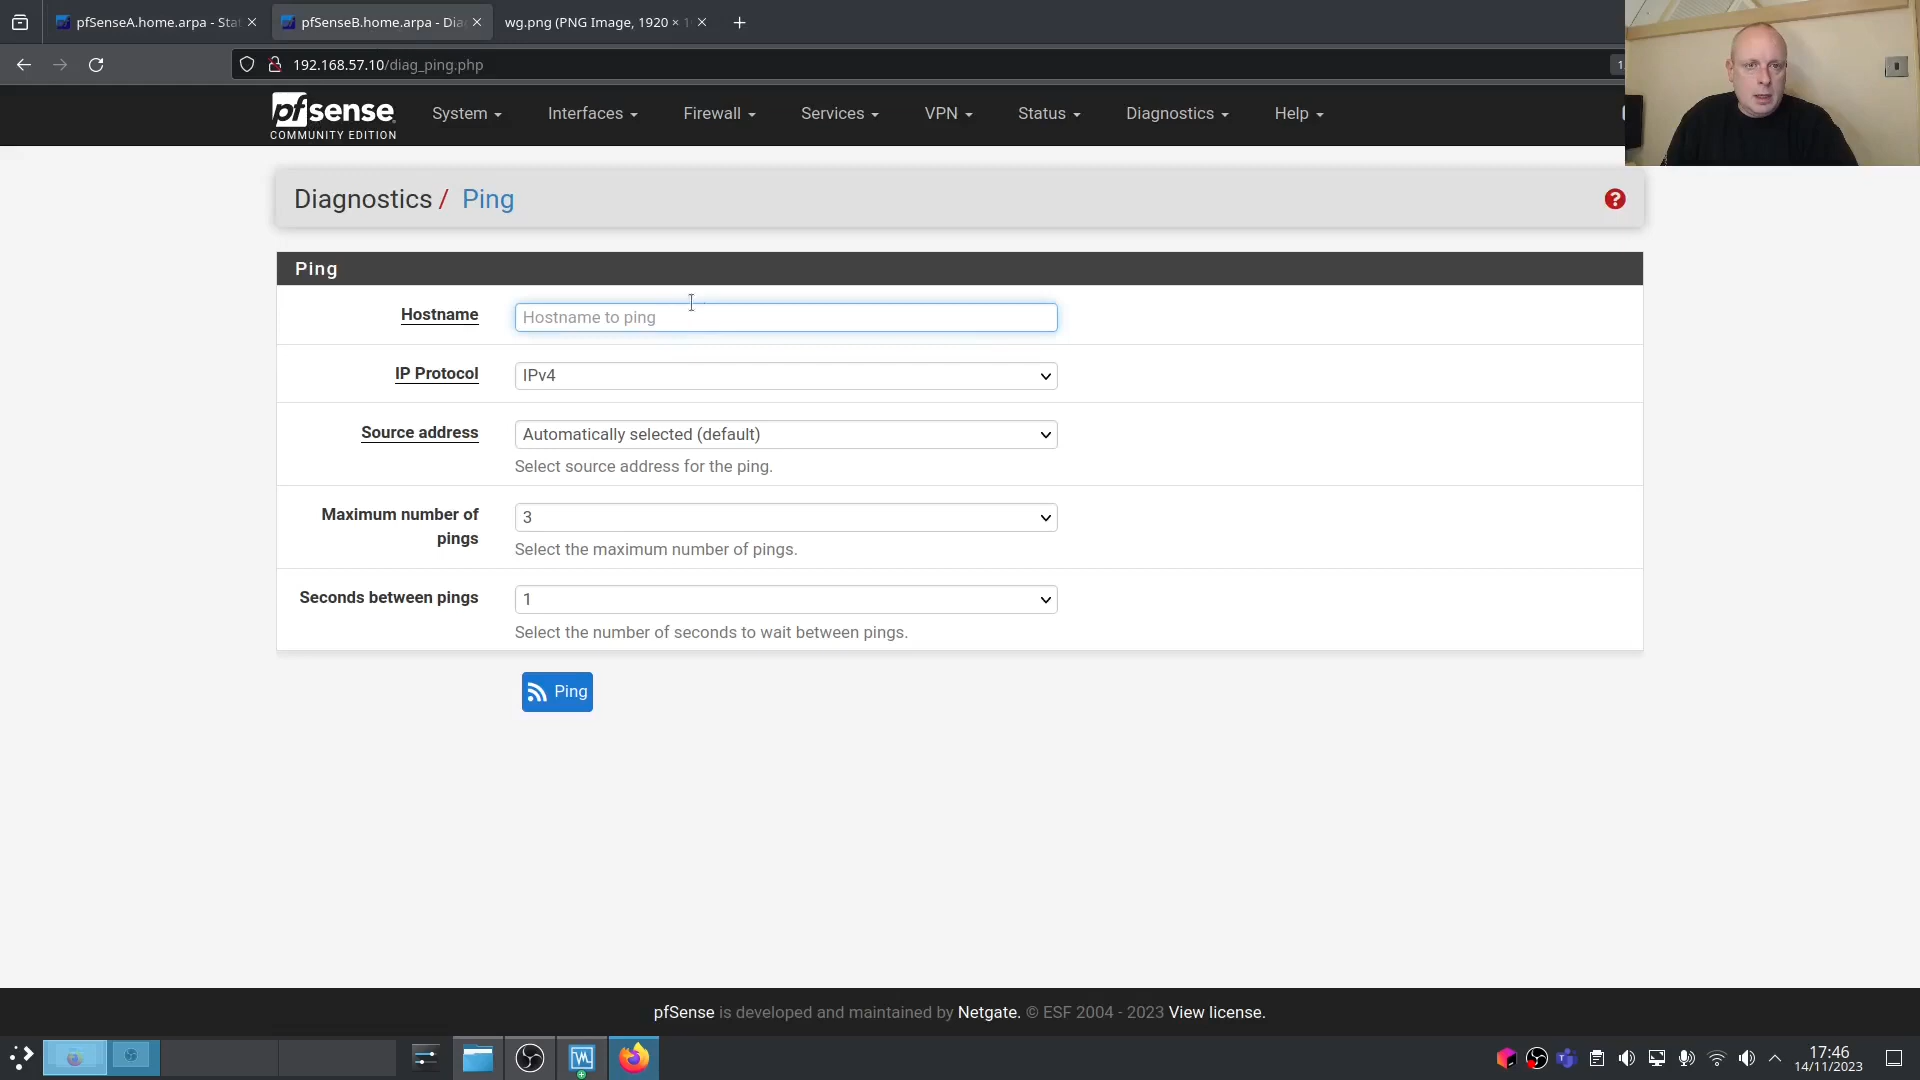 pfSenseA.home.arpa - Sta
pfSenseB.home.arpa - Dia
wg.png (PNG Image, 1920 ×
192.168.57.10/diag_ping.php
pfsense
COMMUNITY EDITION
System
Interfaces
Firewall
Services
VPN
Status
Diagnostics
Help
Diagnostics / Ping
Ping
Hostname
Hostname to ping
IP Protocol
IPv4
Source address
Automatically selected (default)
Select source address for the ping.
Maximum number of
pings
3
Select the maximum number of pings.
Seconds between pings
1
Select the number of seconds to wait between pings.
Ping
pfSense is developed and maintained by Netgate. © ESF 2004 - 2023 View license.
17:46
14/11/2023